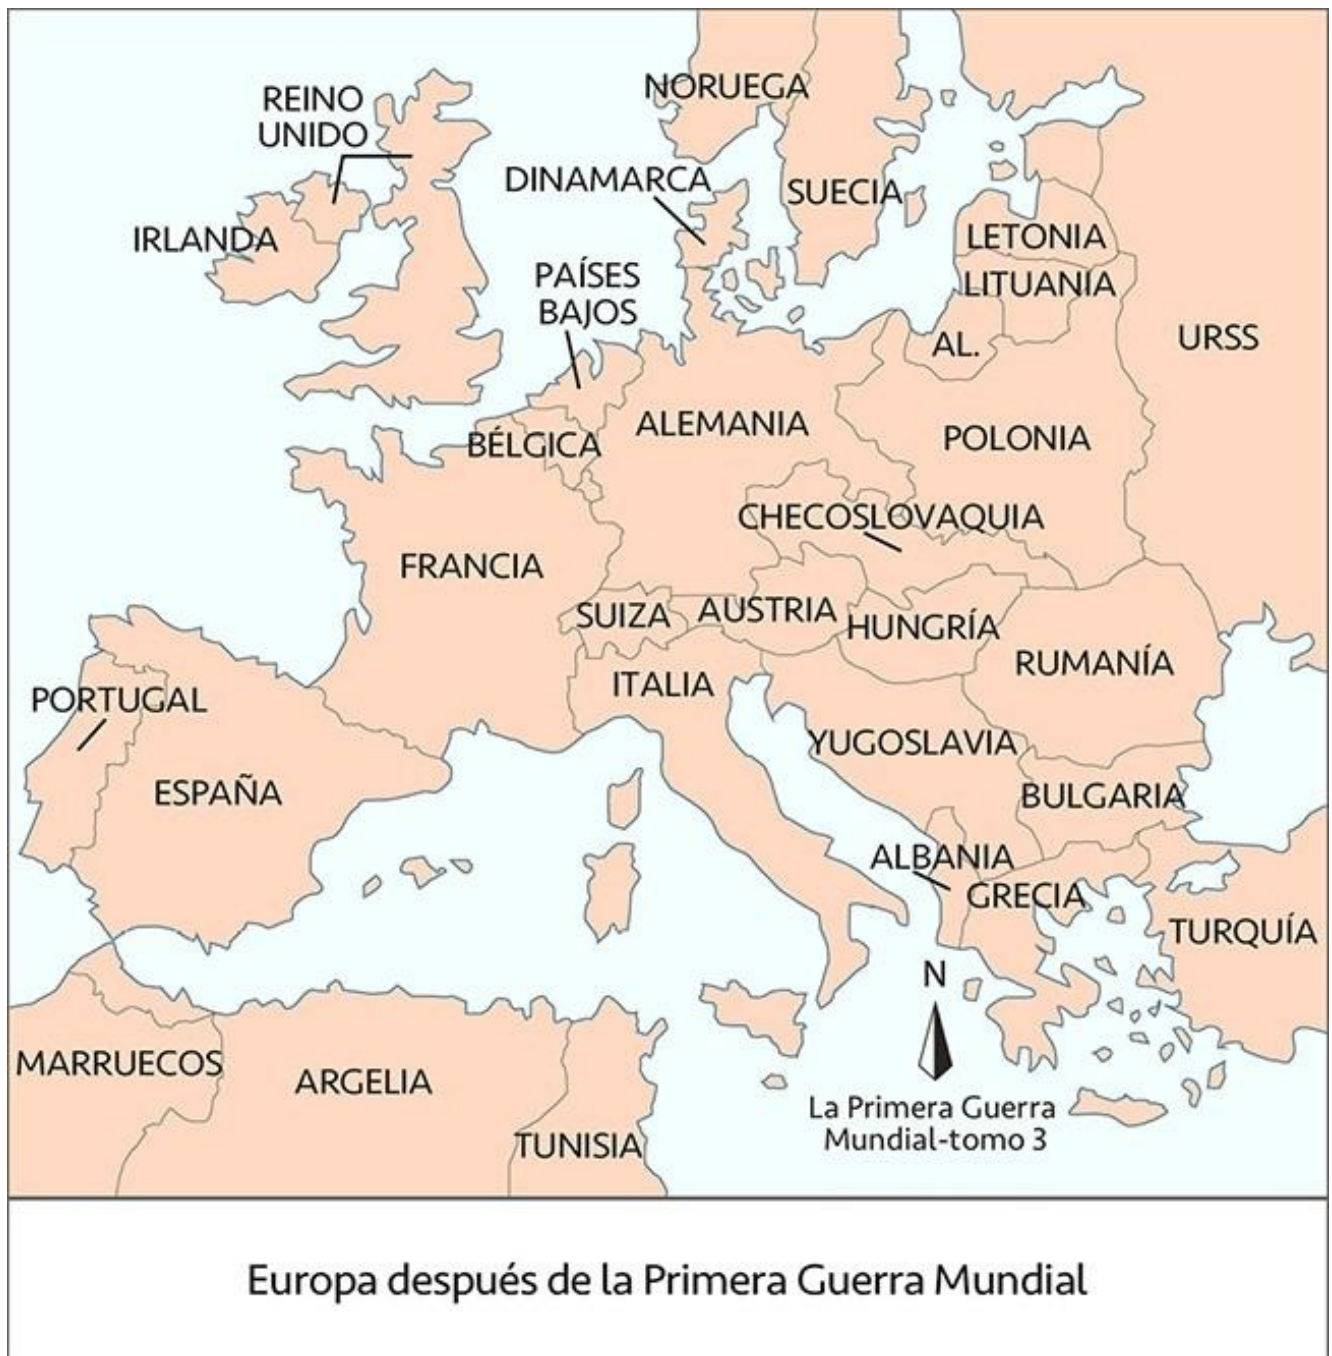 NORUEGA
REINO
UNIDO
DINAMARCA
SUECIA
IRLANDA
LETONIA
PAÍSES
BAJOS
LITUANIA
AL.
URSS
ALEMANIA
BÉLGICA
POLONIA
CHECOSLOVAQUIA
FRANCIA
SUIZA
AUSTRIA
HUNGRÍA
RUMANÍA
ITALIA
PORTUGAL
YUGOSLAVIA
ESPAÑA
BULGARIA
ALBANIA
GRECIA
TURQUÍA
N
MARRUECOS
ARGELIA
TUNISIA
La Primera Guerra
Mundial-tomo 3
Europa después de la Primera Guerra Mundial